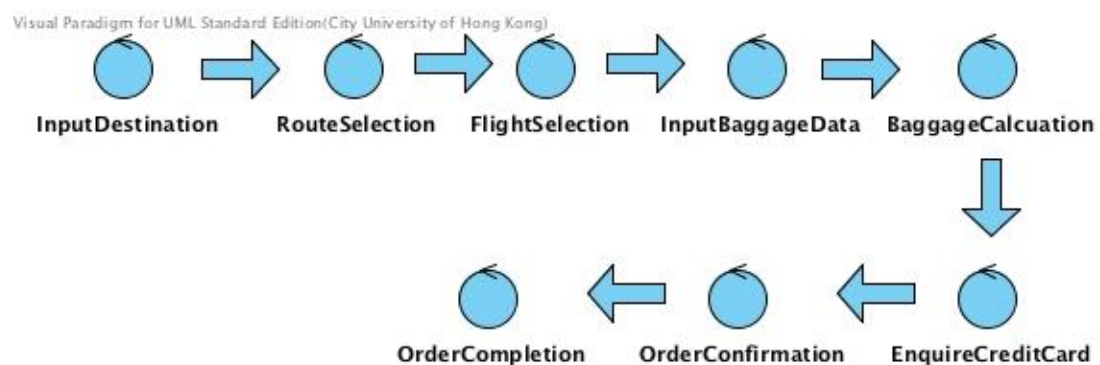 Visual Paradigm for UML Standard Edition(City University of Hong Kong)
InputDestination RouteSelection FlightSelection InputBaggageData BaggageCalcuation
OrderCompletion OrderConfirmation EnquireCreditCard